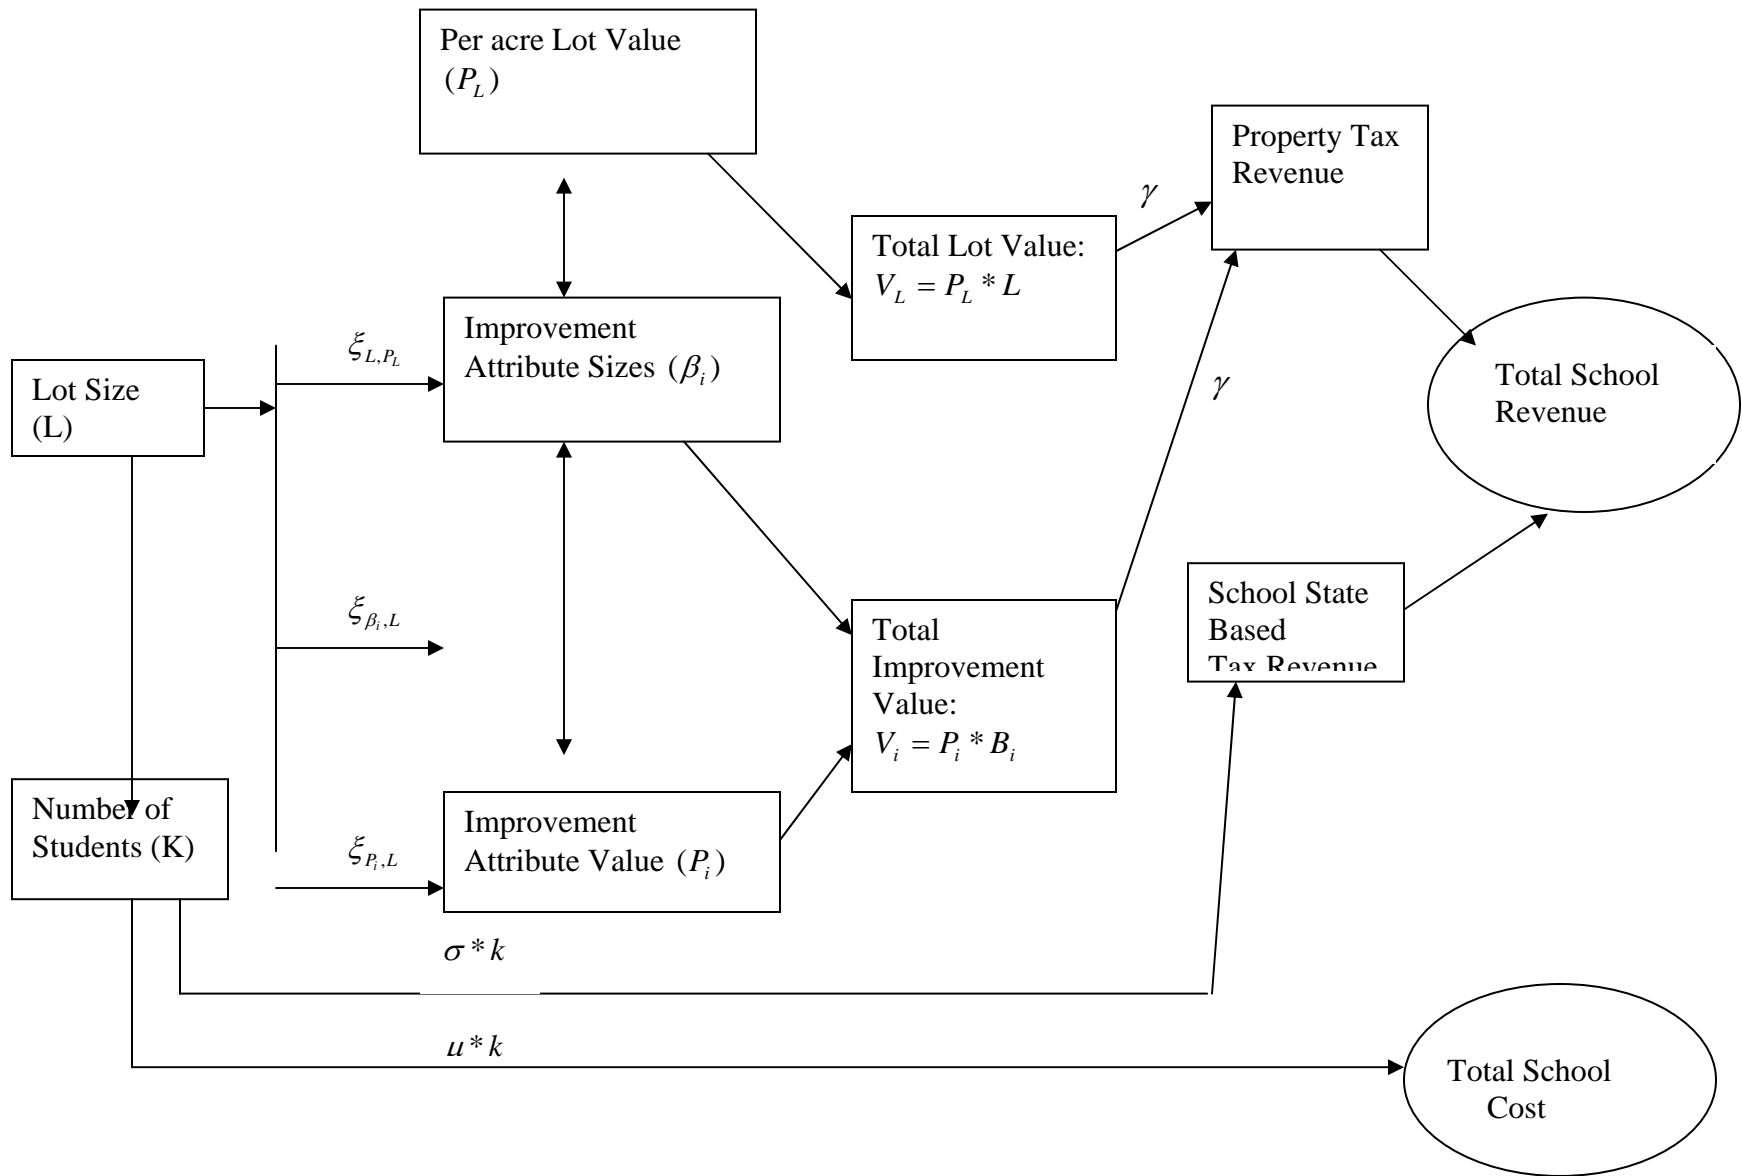 Per acre Lot Value
(P_L)
Property Tax
Revenue
γ
Total Lot Value:
V_L = P_L * L
Improvement
Attribute Sizes (β_i)
ξ_{L,P_L}
Lot Size
(L)
γ
Total School
Revenue
School State
Based
Tax Revenue
ξ_{β_i,L}
Total
Improvement
Value:
V_i = P_i * B_i
Number of
Students (K)
ξ_{P_i,L}
Improvement
Attribute Value (P_i)
σ * k
u * k
Total School
Cost